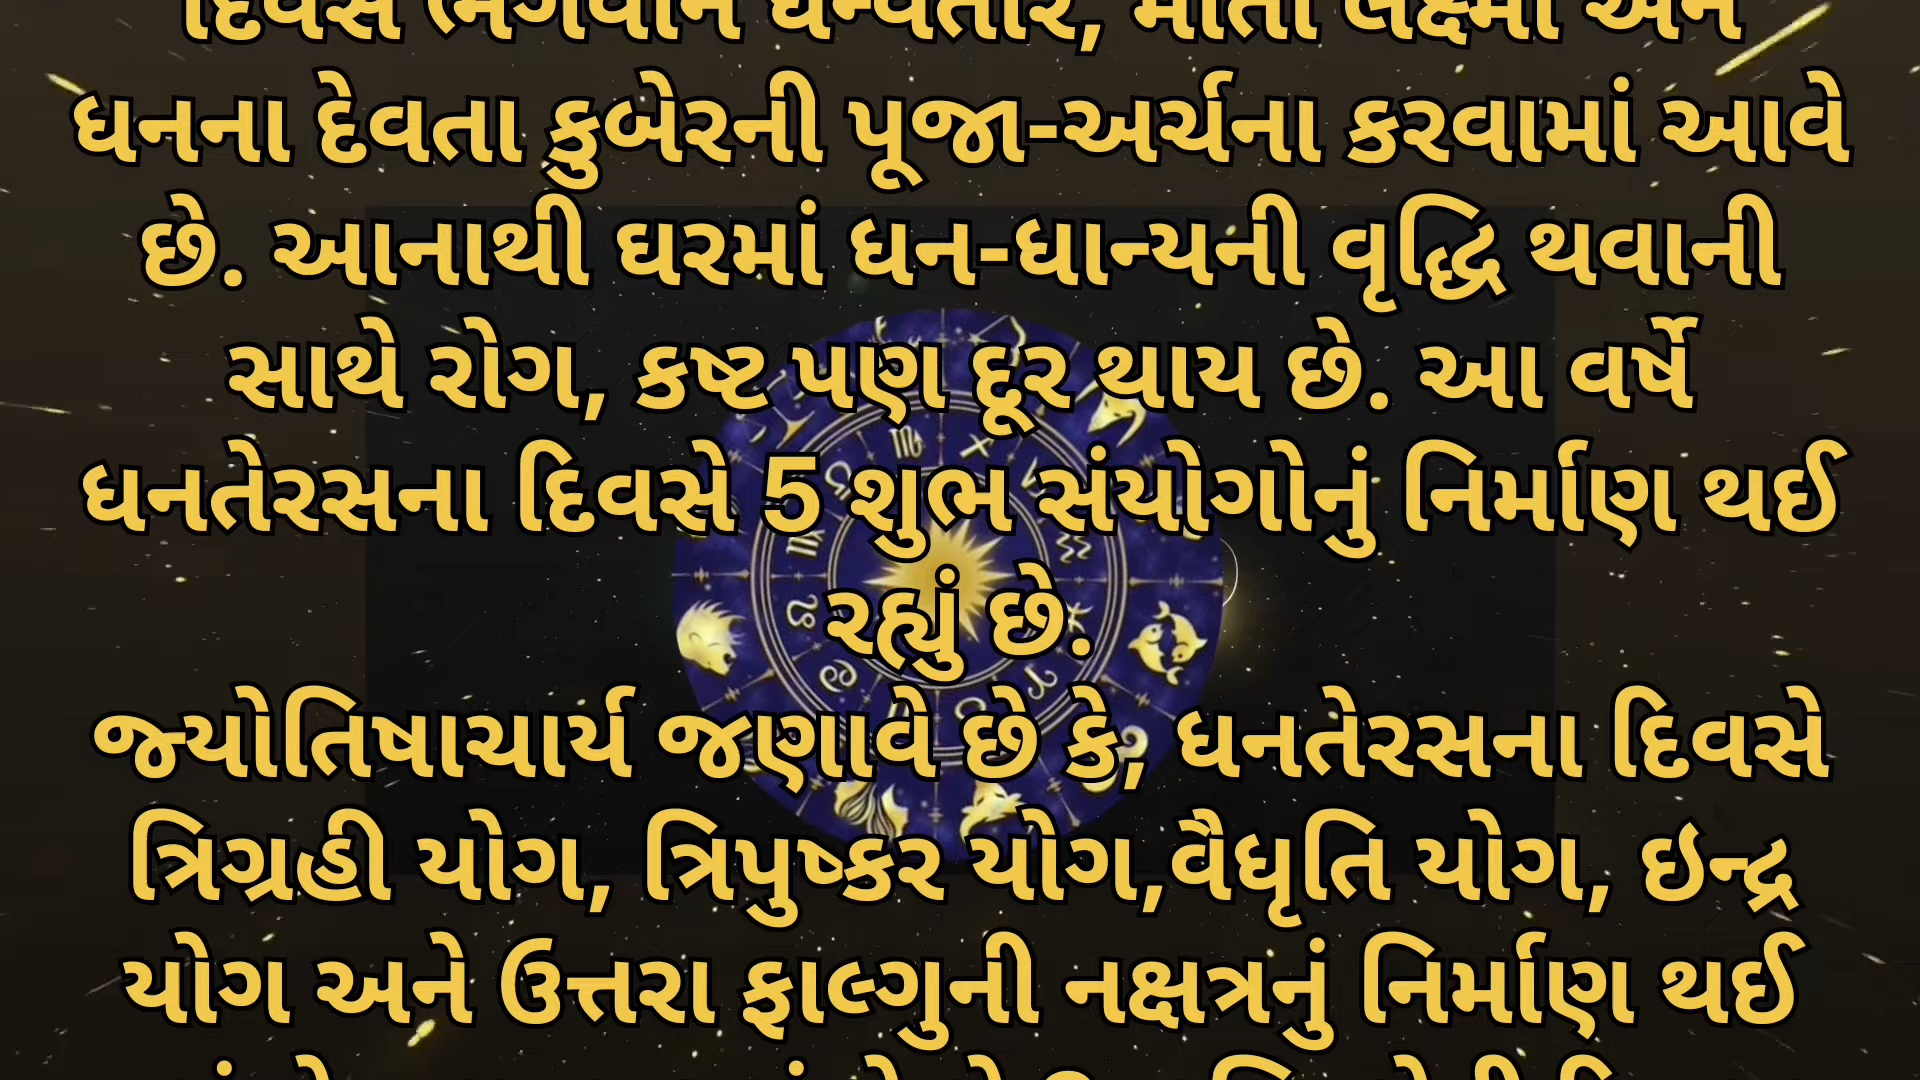 દિવસે ભગવાન ધન્વંતરિ, માતા લક્ષ્મી અને
ધનના દેવતા કુબેરની પૂજા-અર્ચના કરવામાં આવે
છે. આનાથી ઘરમાં ધન-ધાન્યની વૃદ્ધિ થવાની
સાથે રોગ, કષ્ટ પણ દૂર થાય છે. આ વર્ષે
ધનતેરસના દિવસે 5 શુભ સંયોગોનું નિર્માણ થઈ
રહ્યું છે.
જ્યોતિષાચાર્ય જણાવે છે કે, ધનતેરસના દિવસે
ત્રિગ્રહી યોગ, ત્રિપુષ્કર યોગ,વૈધૃતિ યોગ, ઇન્દ્ર
યોગ અને ઉત્તરા ફાલ્ગુની નક્ષત્રનું નિર્માણ થઈ